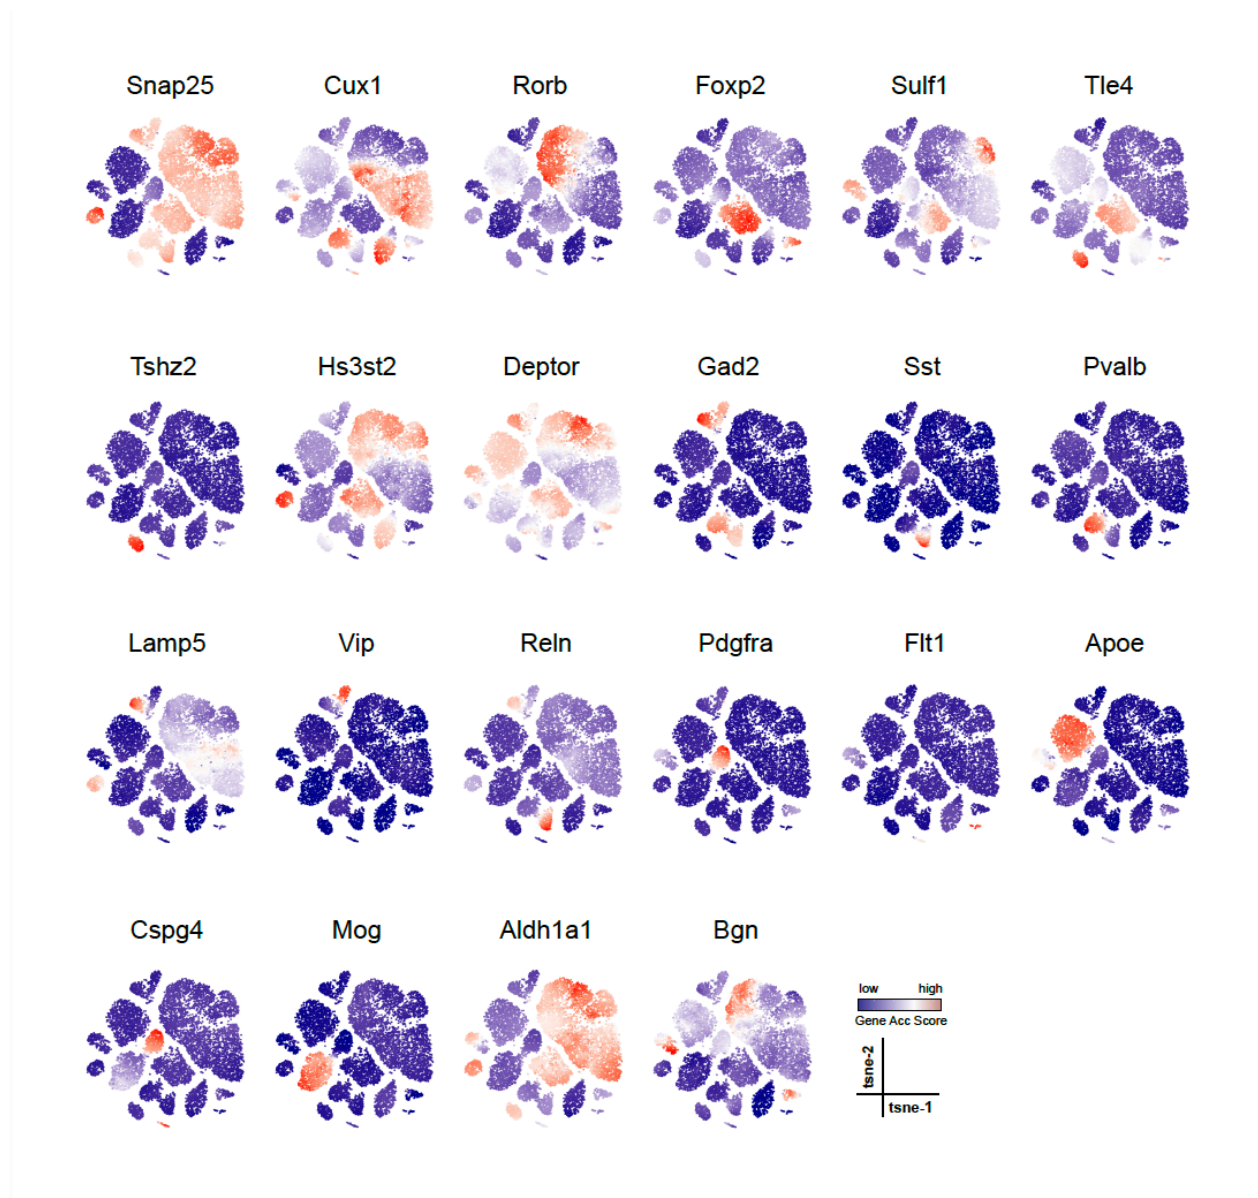 Snap25 Cux1 Rorb Foxp2 Sulf1 Tle4
Tshz2 Hs3st2 Deptor Gad2 Sst Pvalb
Lamp5 Vip Reln Pdgfra Flt1 Apoe
Cspg4 Mog Aldh1a1 Bgn
low high
Gene Acc Score
tsne-2
tsne-1